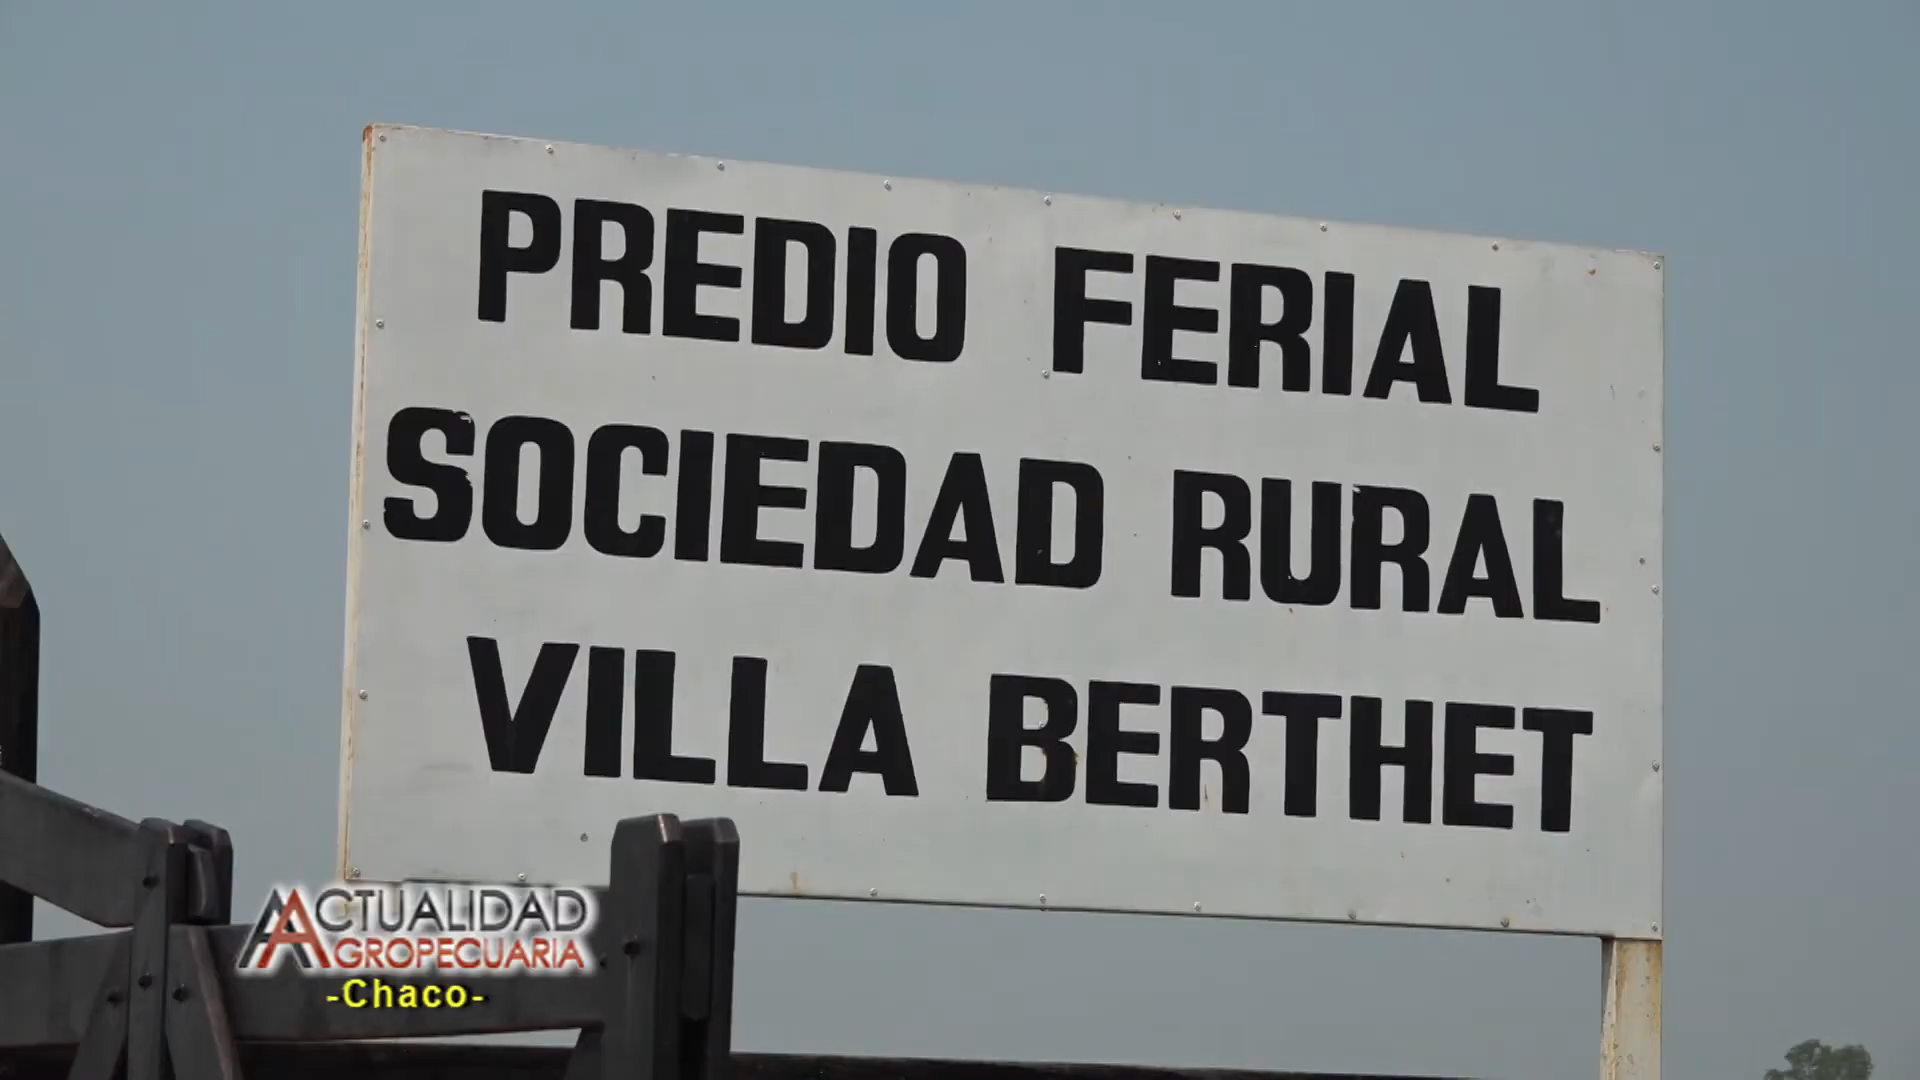 PREDIO FERIAL
SOCIEDAD RURAL
VILLA BERTHET
ACTUALIDAD
AGROPECUARIA
-Chaco-